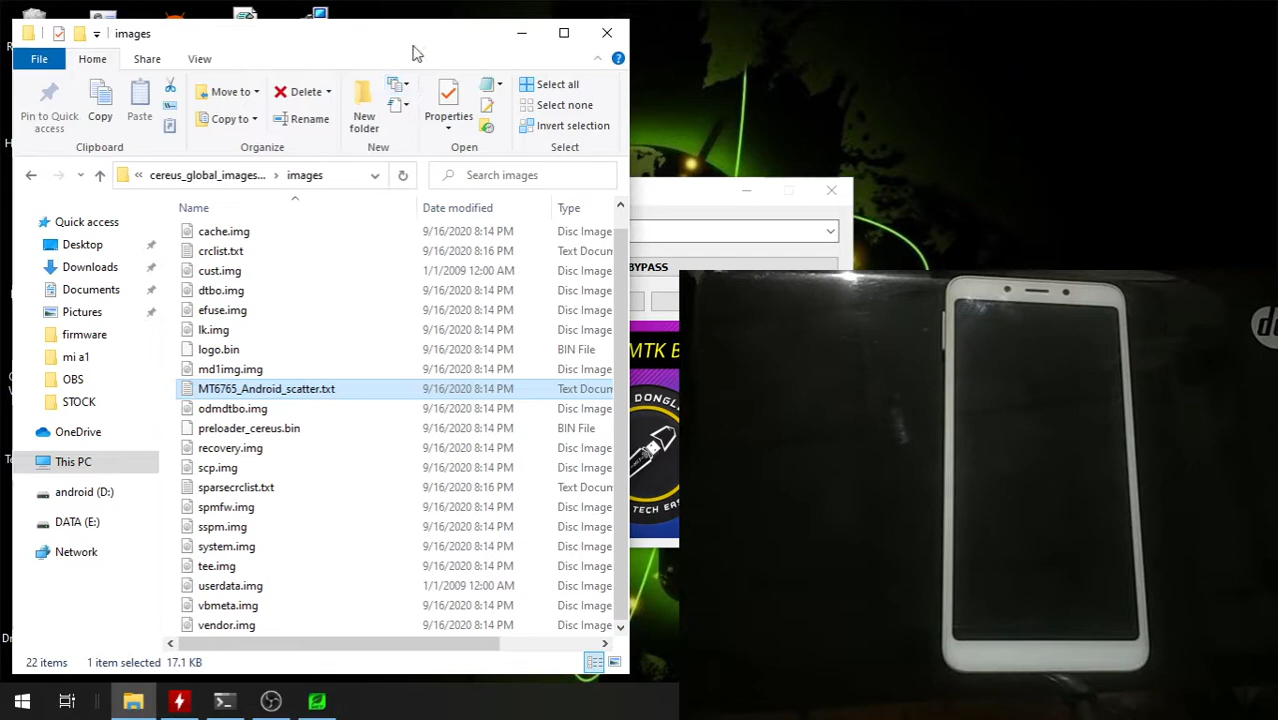 images
File
Home
Share
View
Pin to Quick access
Copy
Paste
Move to
Copy to
Delete
Rename
New folder
Properties
Select all
Select none
Invert selection
Clipboard
Organize
New
Open
Select
cereus_global_images...
images
Search images
Name
Date modified
Type
Quick access
Desktop
Downloads
Documents
Pictures
firmware
mi a1
OBS
STOCK
OneDrive
This PC
android (D:)
DATA (E:)
Network
cache.img 9/16/2020 8:14 PM Disc Image
crclist.txt 9/16/2020 8:16 PM Text Docum
cust.img 1/1/2009 12:00 AM Disc Image
dtbo.img 9/16/2020 8:14 PM Disc Image
efuse.img 9/16/2020 8:14 PM Disc Image
lk.img 9/16/2020 8:14 PM Disc Image
logo.bin 9/16/2020 8:14 PM BIN File
md1img.img 9/16/2020 8:14 PM Disc Image
MT6765_Android_scatter.txt 9/16/2020 8:14 PM Text Docum
odmdtbo.img 9/16/2020 8:14 PM Disc Image
preloader_cereus.bin 9/16/2020 8:14 PM BIN File
recovery.img 9/16/2020 8:14 PM Disc Image
scp.img 9/16/2020 8:14 PM Disc Image
sparsecrclist.txt 9/16/2020 8:16 PM Text Docum
spmfw.img 9/16/2020 8:14 PM Disc Image
sspm.img 9/16/2020 8:14 PM Disc Image
system.img 9/16/2020 8:14 PM Disc Image
tee.img 9/16/2020 8:14 PM Disc Image
userdata.img 1/1/2009 12:00 AM Disc Image
vbmeta.img 9/16/2020 8:14 PM Disc Image
vendor.img 9/16/2020 8:14 PM Disc Image
22 items
1 item selected 17.1 KB
BYPASS
MTK B
DONGL
TECH EAS